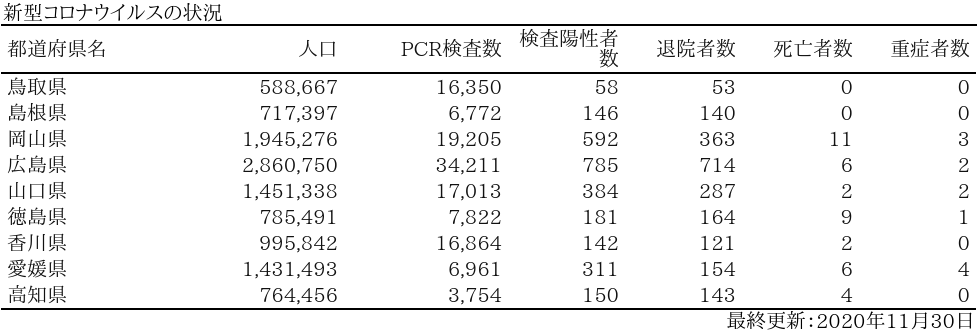 新型コロナウイルスの状況
都道府県名 人口 PCR検査数 検査陽性者数 退院者数 死亡者数 重症者数
鳥取県 588,667 16,350 58 53 0 0
島根県 717,397 6,772 146 140 0 0
岡山県 1,945,276 19,205 592 363 11 3
広島県 2,860,750 34,211 785 714 6 2
山口県 1,451,338 17,013 384 287 2 2
徳島県 785,491 7,822 181 164 9 1
香川県 995,842 16,864 142 121 2 0
愛媛県 1,431,493 6,961 311 154 6 4
高知県 764,456 3,754 150 143 4 0
最終更新：2020年11月30日